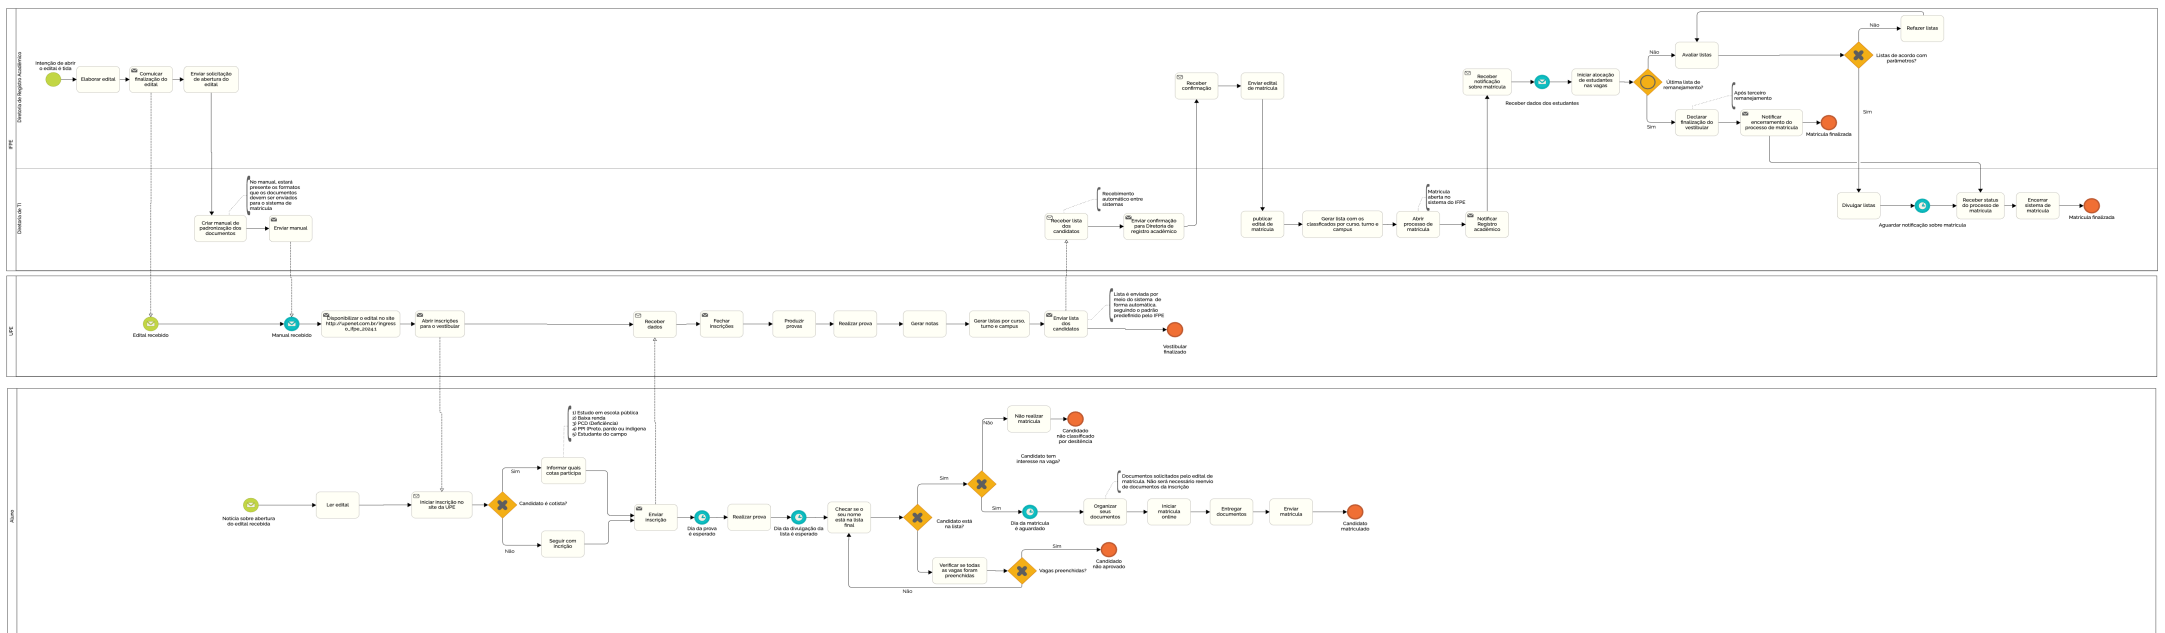 IFPE
Diretoria de Registro Acadêmico
Intenção de abrir
o edital é tida
Elaborar edital
Comuicar
finalização do
edital
Enviar solicitação
de abertura do
edital
Receber
confirmação
Enviar edital
de matrícula
Receber
notificação
sobre matrícula
Receber dados dos estudantes
Iniciar alocação
de estudantes
nas vagas
Última lista de
remanejamento?
Não
Avaliar listas
Sim
Declarar
finalização do
vestibular
Após terceiro
remanejamento
Notificar
encerramento do
processo de matrícula
Matrícula finalizada
Não
Refazer listas
Listas de acordo com
parâmetros?
Sim
Diretoria de TI
Criar manual de
padronização dos
documentos
No manual, estará
presente os formatos
que os documentos
devem ser enviados
para o sistema de
matrícula
Enviar manual
Receber lista
dos
candidatos
Recebimento
automático entre
sistemas
Enviar confirmação
para Diretoria de
registro acadêmico
publicar
edital de
matrícula
Gerar lista com os
classificados por curso, turno e
campus
Abrir
processo de
matrícula
Matrícula
aberta no
sistema do IFPE
Notificar
Registro
acadêmico
Divulgar listas
Aguardar notificação sobre matrícula
Receber status
do processo de
matrícula
Encerrar
sistema de
matrícula
Matrícula finalizada
UPE
Edital recebido
Manual recebido
Disponibilizar o edital no site
http://upenet.com.br/ingress
o_ifpe_2024.1
Abrir inscrições
para o vestibular
Receber
dados
Fechar
inscrições
Produzir
provas
Realizar prova
Gerar notas
Gerar listas por curso,
turno e campus
Enviar lista
dos
candidatos
Lista é enviada por
meio do sistema de
forma automática,
seguindo o padrão
predefinido pelo IFPE
Vestibular
finalizado
Aluno
Notícia sobre abertura
do edital recebida
Ler edital
Iniciar inscrição no
site da UPE
Candidato é cotista?
Sim
Informar quais
cotas participa
1) Estudo em escola pública
2) Baixa renda
3) PCD (Deficiência)
4) PPI (Preto, pardo ou indígena
5) Estudante do campo
Não
Seguir com
incrição
Enviar
inscrição
Dia da prova
é esperado
Realizar prova
Dia da divulgação da
lista é esperado
Checar se o
seu nome
está na lista
final
Candidato está
na lista?
Sim
Candidato tem
interesse na vaga?
Não
Não realizar
matrícula
Candidado
não classificado
por desitência
Sim
Dia da matrícula
é aguardado
Organizar
seus
documentos
Documentos solicitados pelo edital de
matrícula. Não será necessário reenvio
de documentos da inscrição
Iniciar
matrícula
online
Entregar
documentos
Enviar
matrícula
Candidato
matriculado
Verificar se todas
as vagas foram
preenchidas
Vagas preenchidas?
Sim
Candidado
não aprovado
Não